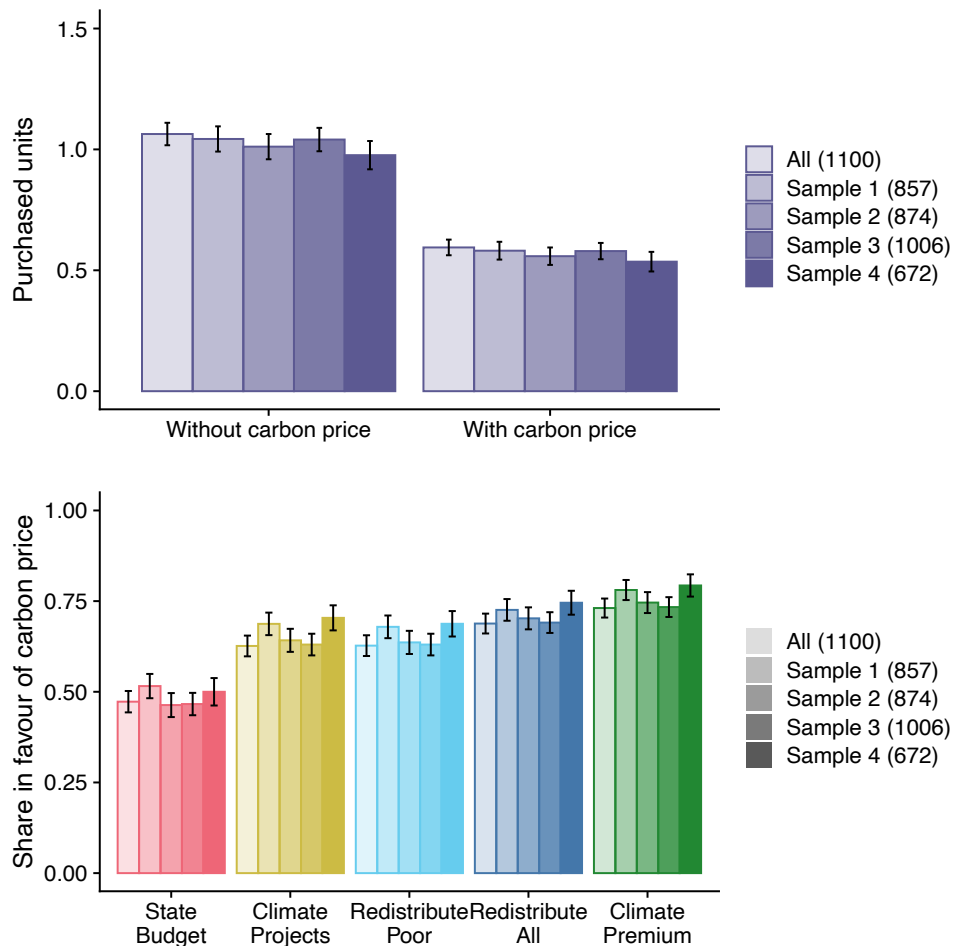 1.5
1.0
0.5
0.0
Purchased units
Without carbon price
With carbon price
All (1100)
Sample 1 (857)
Sample 2 (874)
Sample 3 (1006)
Sample 4 (672)
1.00
0.75
0.50
0.25
0.00
Share in favour of carbon price
State
Budget
Climate
Projects
Redistribute
Poor
Redistribute
All
Climate
Premium
All (1100)
Sample 1 (857)
Sample 2 (874)
Sample 3 (1006)
Sample 4 (672)